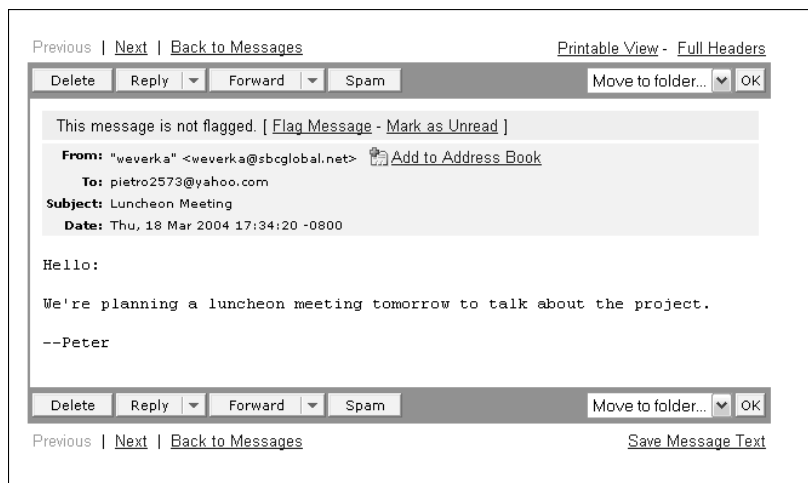 Previous | Next | Back to Messages Printable View - Full Headers
Delete Reply Forward Spam Move to folder... OK
This message is not flagged. [ Flag Message - Mark as Unread ]
From: "weverka" <weverka@sbcglobal.net> Add to Address Book
To: pietro2573@yahoo.com
Subject: Luncheon Meeting
Date: Thu, 18 Mar 2004 17:34:20 -0800
Hello:
We're planning a luncheon meeting tomorrow to talk about the project.
--Peter
Delete Reply Forward Spam Move to folder... OK
Previous | Next | Back to Messages Save Message Text